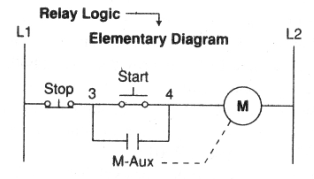 Relay Logic
Elementary Diagram
L1
L2
Stop
3
Start
4
M
M-Aux